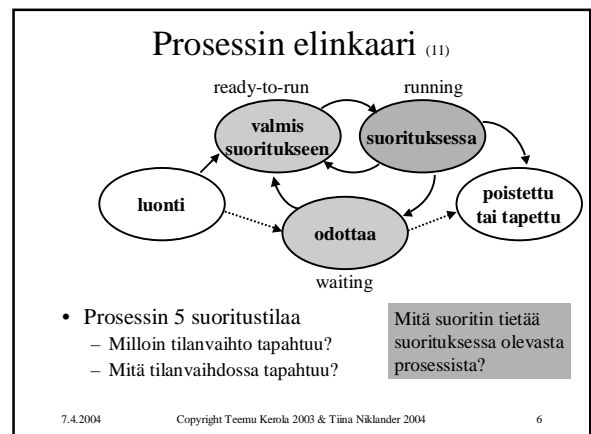 Prosessin elinkaari (11)
ready-to-run
running
valmis
suoritukseen
suorituksessa
luonti
poistettu
tai tapettu
odottaa
waiting
• Prosessin 5 suoritustilaa
– Milloin tilanvaihto tapahtuu?
– Mitä tilanvaihdossa tapahtuu?
Mitä suoritin tietää
suorituksessa olevasta
prosessista?
7.4.2004
Copyright Teemu Kerola 2003 & Tiina Niklander 2004
6